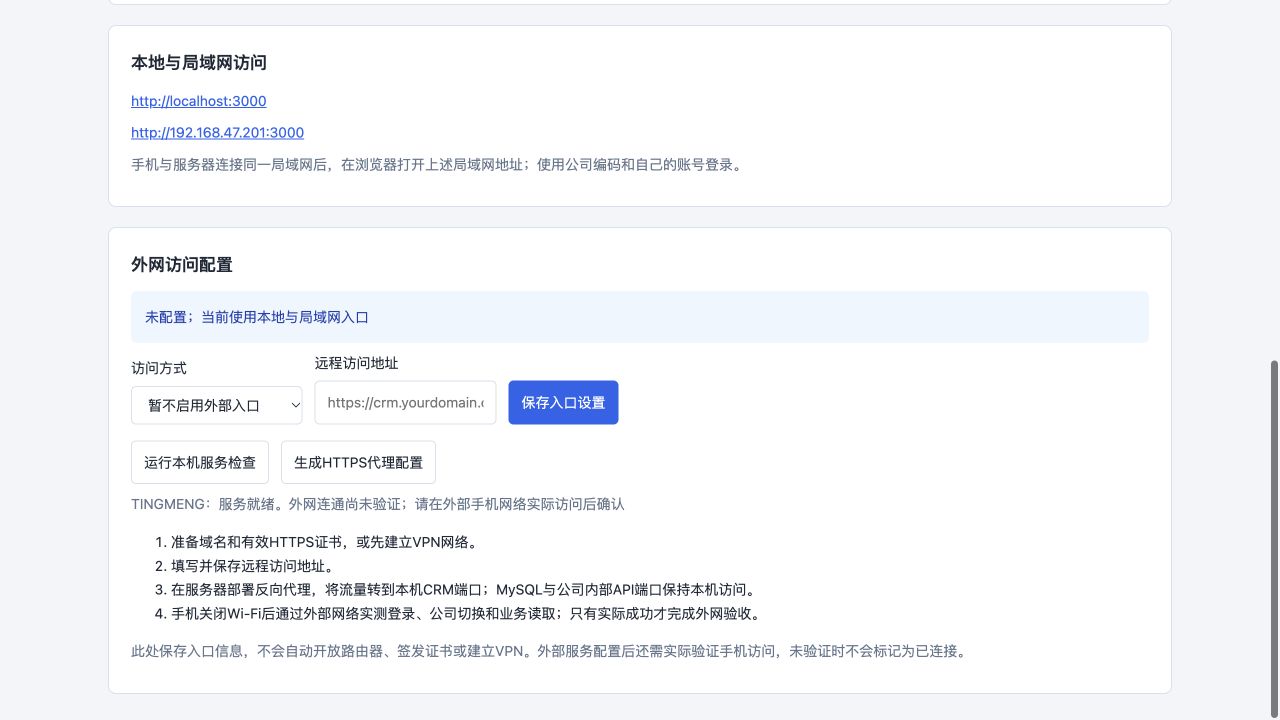 本地与局域网访问
http://localhost:3000
http://192.168.47.201:3000
手机与服务器连接同一局域网后，在浏览器打开上述局域网地址；使用公司编码和自己的账号登录。
外网访问配置
未配置；当前使用本地与局域网入口
访问方式
远程访问地址
暂不启用外部入口
https://crm.yourdomain.c
保存入口设置
运行本机服务检查
生成HTTPS代理配置
TINGMENG：服务就绪。外网连通尚未验证；请在外部手机网络实际访问后确认
1. 准备域名和有效HTTPS证书，或先建立VPN网络。
2. 填写并保存远程访问地址。
3. 在服务器部署反向代理，将流量转到本机CRM端口；MySQL与公司内部API端口保持本机访问。
4. 手机关闭Wi-Fi后通过外部网络实测登录、公司切换和业务读取；只有实际成功才完成外网验收。
此处保存入口信息，不会自动开放路由器、签发证书或建立VPN。外部服务配置后还需实际验证手机访问，未验证时不会标记为已连接。